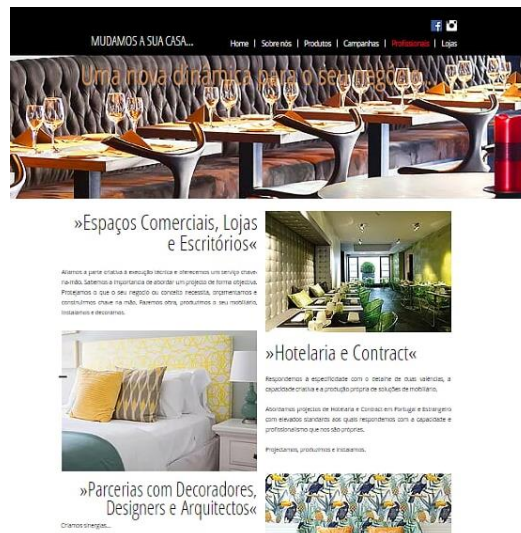 MUDAMOS A SUA CASA...
Home | Sobre nós | Produtos | Campanhas | Profissionais | Lojas
Uma nova dinâmica para o seu negócio...
»Espaços Comerciais, Lojas
e Escritórios«
Aliamos a parte criativa à execução técnica e oferecemos um serviço chave-
na-mão. Sabemos a importancia de abordar um projecto de forma objectiva.
Protejamos o que o seu negócio ou conceito necessita, orçamentamos e
construímos chave na mão. Fazemos obra, produzimos o seu mobiliário,
instalamos e decoramos.
»Hotelaria e Contract«
Respondemos à especificidade com o detalhe de duas valências, a
capacidade criativa e a produção própria de soluções de mobiliário.
Abordamos projectos de Hotelaria e Contract em Portugal e Estrangeiro
com elevados standards aos quais respondemos com a capacidade e
profissionalismo que nos são próprias.
Projectamos, produzimos e instalamos.
»Parcerias com Decoradores,
Designers e Arquitectos«
Criamos sinergias...